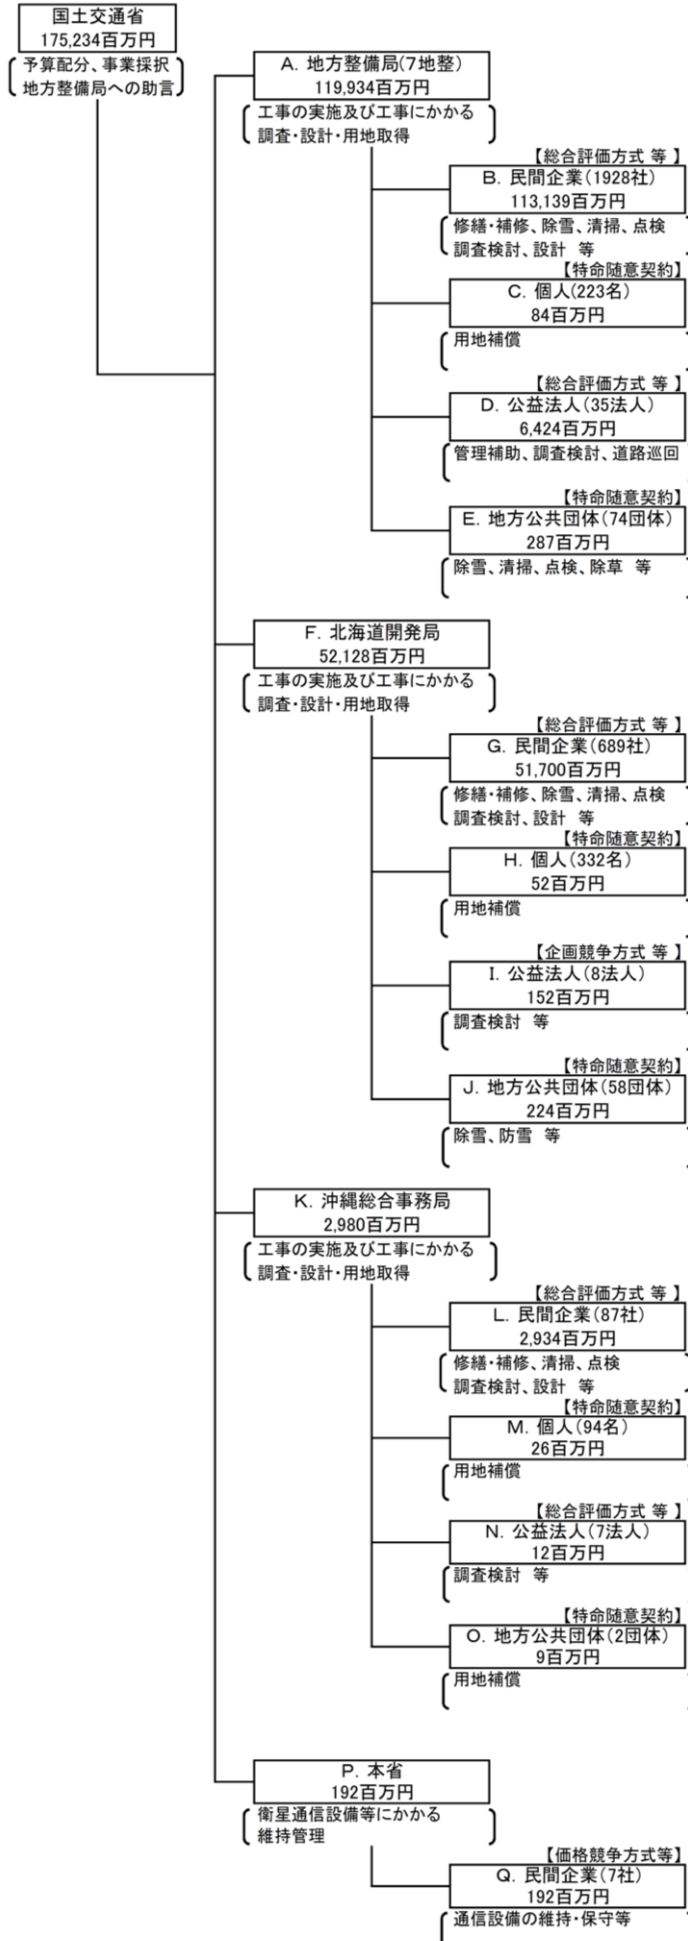 国土交通省
175,234百万円
予算配分、事業採択
地方整備局への助言
A. 地方整備局(7地整)
119,934百万円
工事の実施及び工事にかかる
調査・設計・用地取得
【総合評価方式 等 】
B. 民間企業(1928社)
113,139百万円
修繕・補修、除雪、清掃、点検
調査検討、設計 等
【特命随意契約】
C. 個人(223名)
84百万円
用地補償
【総合評価方式 等 】
D. 公益法人(35法人)
6,424百万円
管理補助、調査検討、道路巡回
【特命随意契約】
E. 地方公共団体(74団体)
287百万円
除雪、清掃、点検、除草 等
F. 北海道開発局
52,128百万円
工事の実施及び工事にかかる
調査・設計・用地取得
【総合評価方式 等 】
G. 民間企業(689社)
51,700百万円
修繕・補修、除雪、清掃、点検
調査検討、設計 等
【特命随意契約】
H. 個人(332名)
52百万円
用地補償
【企画競争方式 等 】
I. 公益法人(8法人)
152百万円
調査検討 等
【特命随意契約】
J. 地方公共団体(58団体)
224百万円
除雪、防雪 等
K. 沖縄総合事務局
2,980百万円
工事の実施及び工事にかかる
調査・設計・用地取得
【総合評価方式 等 】
L. 民間企業(87社)
2,934百万円
修繕・補修、清掃、点検
調査検討、設計 等
【特命随意契約】
M. 個人(94名)
26百万円
用地補償
【総合評価方式 等 】
N. 公益法人(7法人)
12百万円
調査検討 等
【特命随意契約】
O. 地方公共団体(2団体)
9百万円
用地補償
P. 本省
192百万円
衛星通信設備等にかかる
維持管理
【価格競争方式等】
Q. 民間企業(7社)
192百万円
通信設備の維持・保守等